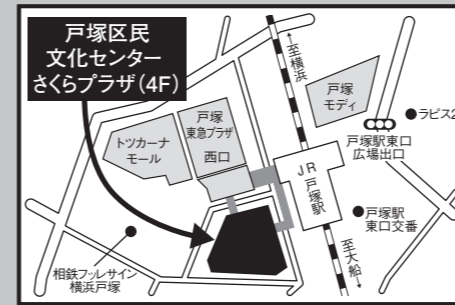 戸塚区民
文化センター
さくらプラザ(4F)
至横浜
戸塚
モディ
ラピス2
戸塚駅東口
広場出口
戸塚
東急プラザ
西口
トツカーナ
モール
JR
戸塚駅
戸塚駅
東口交番
相鉄フレッサイン
横浜戸塚
至大船